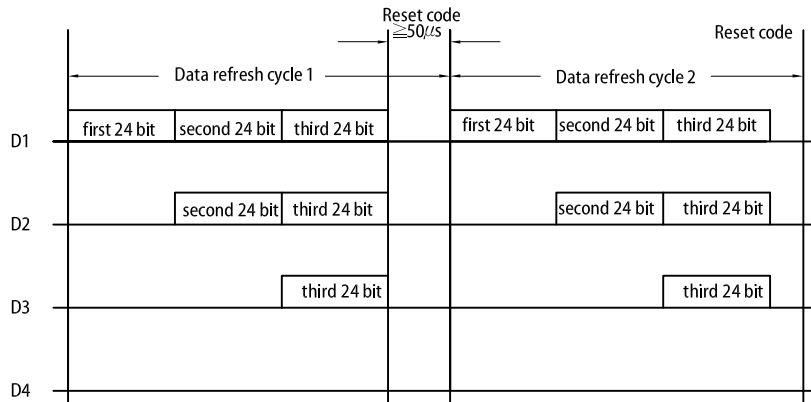 Reset code
≧50μs
Reset code
Data refresh cycle 1
Data refresh cycle 2
D1
first 24 bit
second 24 bit
third 24 bit
first 24 bit
second 24 bit
third 24 bit
D2
second 24 bit
third 24 bit
second 24 bit
third 24 bit
D3
third 24 bit
third 24 bit
D4